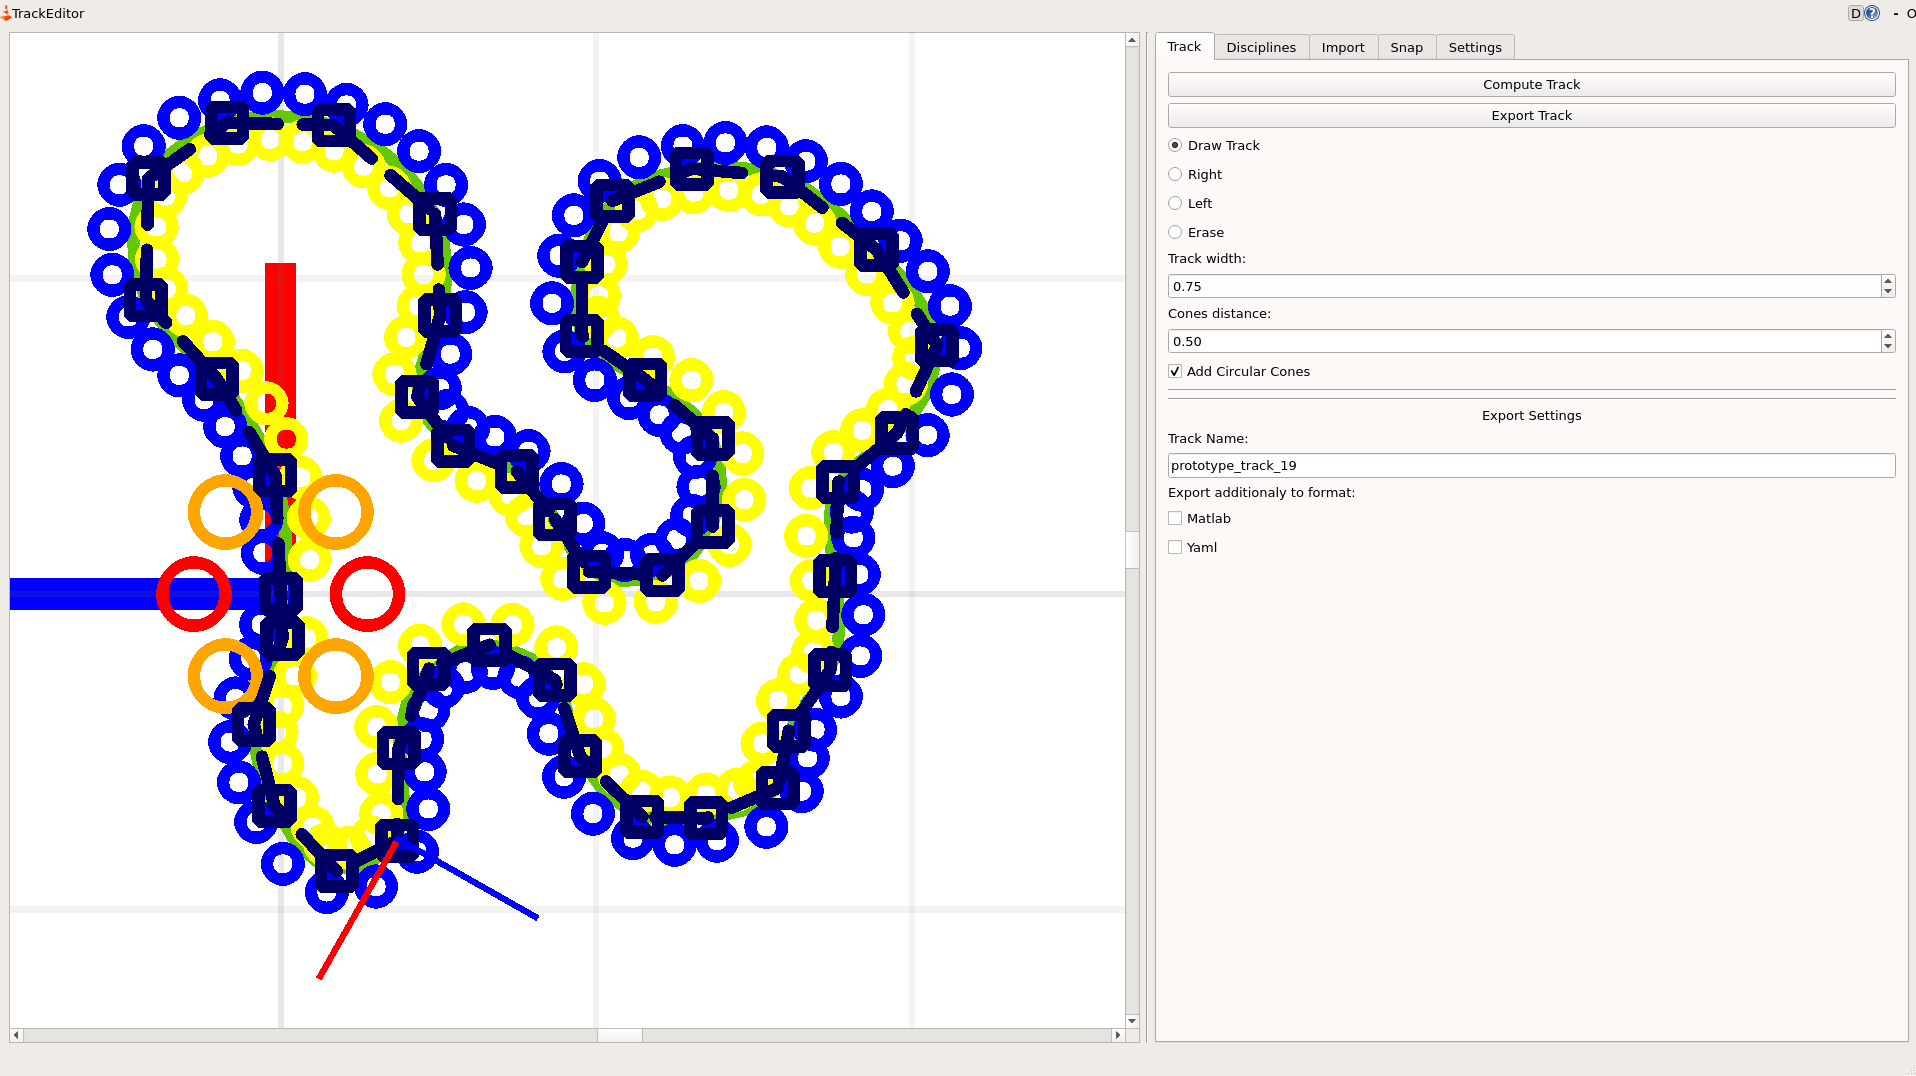 TrackEditor
D ? - O
Track Disciplines Import Snap Settings
Compute Track
Export Track
Draw Track
Right
Left
Erase
Track width:
0.75
Cones distance:
0.50
Add Circular Cones
Export Settings
Track Name:
prototype_track_19
Export additionaly to format:
Matlab
Yaml